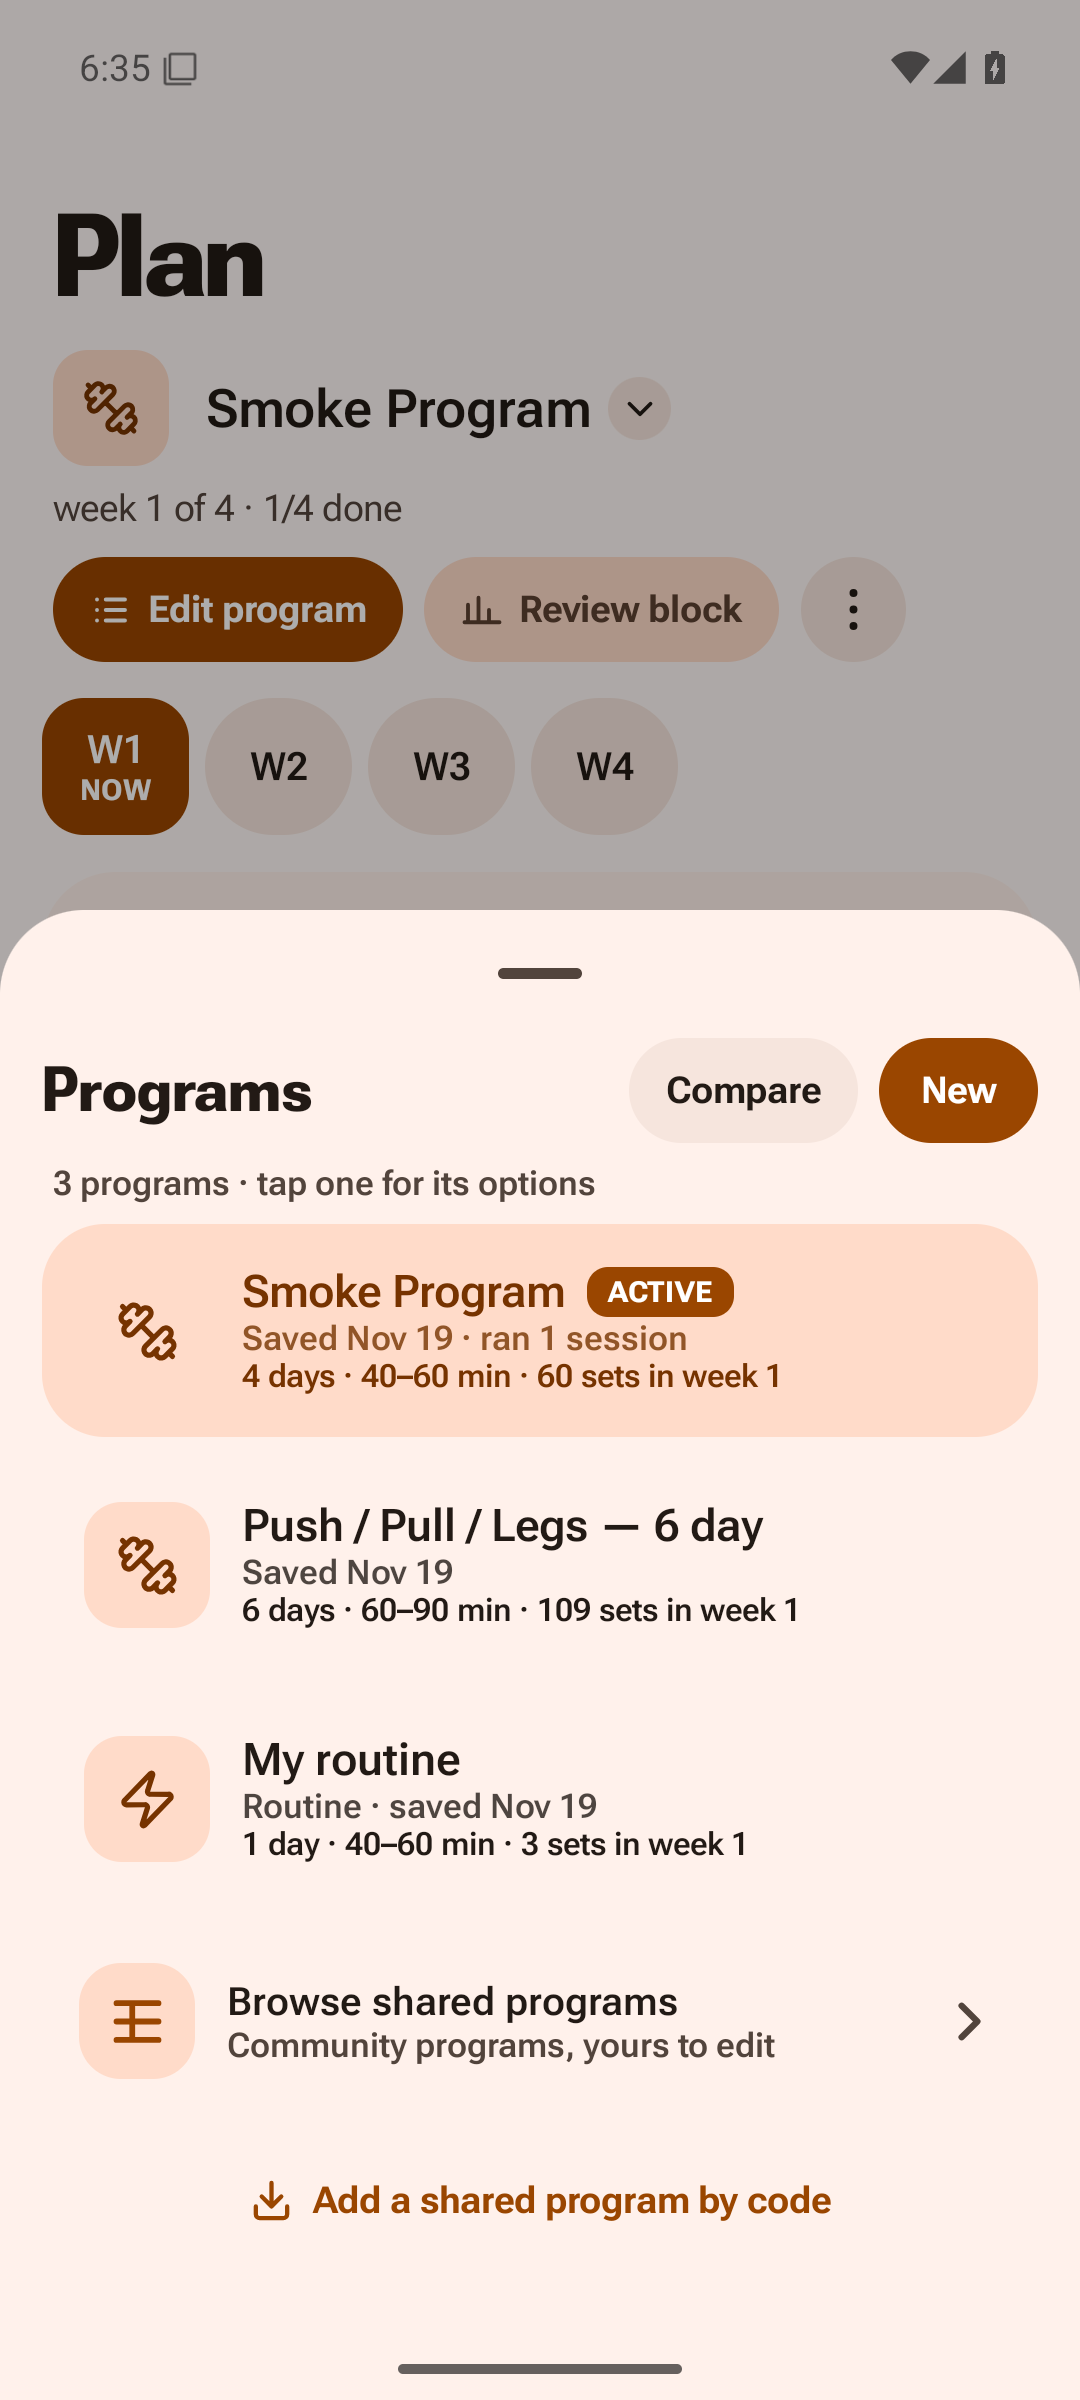 6:35
Plan
Smoke Program
week 1 of 4 · 1/4 done
Edit program
Review block
W1
NOW
W2
W3
W4
Programs
Compare
New
3 programs · tap one for its options
Smoke Program
ACTIVE
Saved Nov 19 · ran 1 session
4 days · 40–60 min · 60 sets in week 1
Push / Pull / Legs — 6 day
Saved Nov 19
6 days · 60–90 min · 109 sets in week 1
My routine
Routine · saved Nov 19
1 day · 40–60 min · 3 sets in week 1
Browse shared programs
Community programs, yours to edit
Add a shared program by code